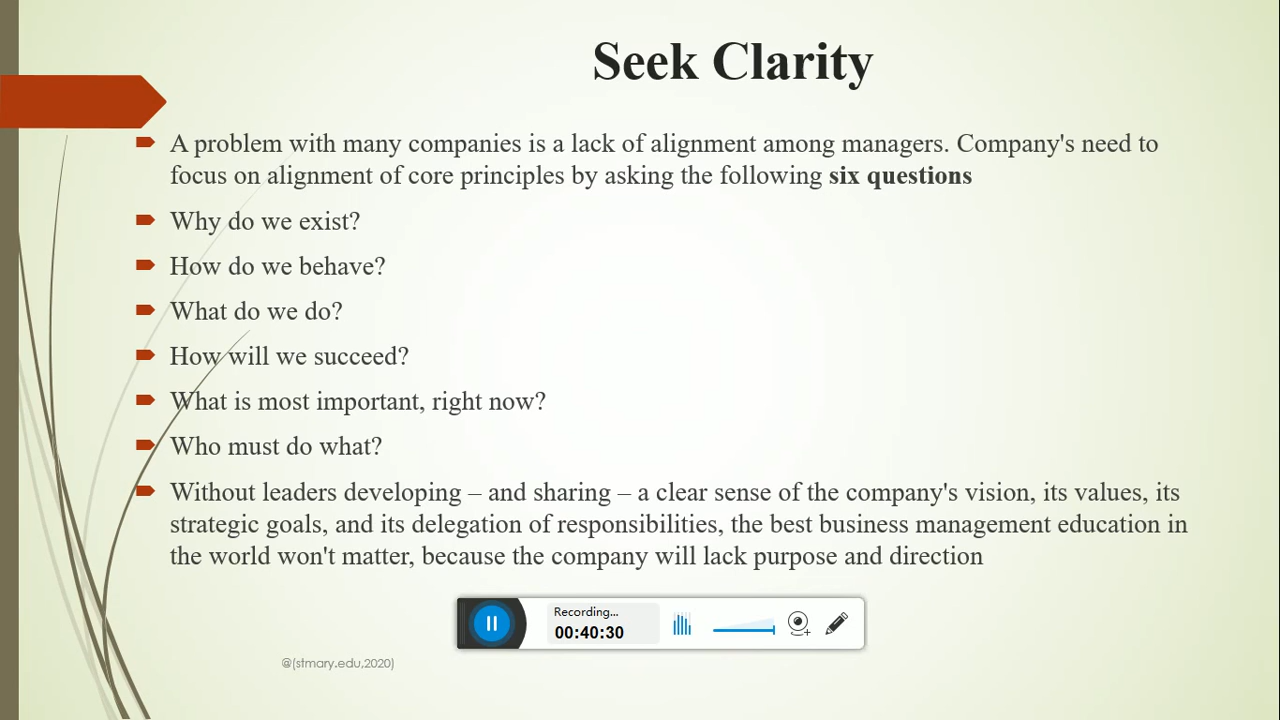 Seek Clarity
A problem with many companies is a lack of alignment among managers. Company's need to
focus on alignment of core principles by asking the following six questions
Why do we exist?
How do we behave?
What do we do?
How will we succeed?
What is most important, right now?
Who must do what?
Without leaders developing – and sharing – a clear sense of the company's vision, its values, its
strategic goals, and its delegation of responsibilities, the best business management education in
the world won't matter, because the company will lack purpose and direction
Recording...
00:40:30
@(stmary.edu,2020)